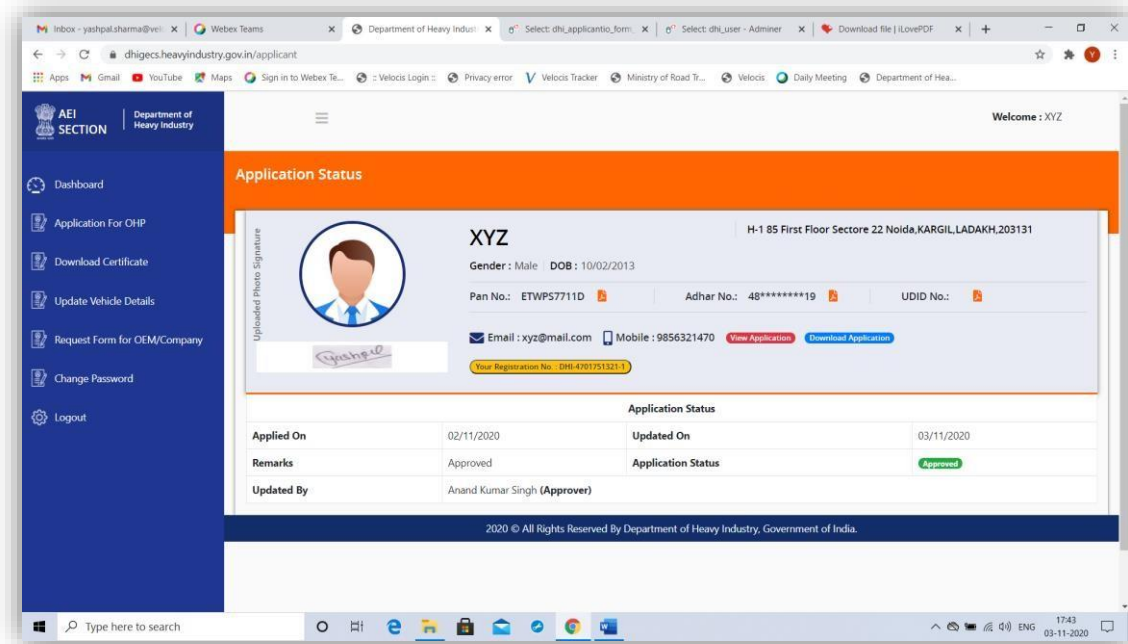 Inbox - yashpal.sharma@vel
Webex Teams
Department of Heavy Indust
Select: dhi_applicantio_form_
Select: dhi_user - Adminer
Download file | iLovePDF
dhigecs.heavyindustry.gov.in/applicant
Y
Apps Gmail YouTube Maps Sign in to Webex Te... :: Velocis Login :: Privacy error Velocis Tracker Ministry of Road Tr... Velocis Daily Meeting Department of Hea...
AEI SECTION
Department of Heavy Industry
Welcome : XYZ
Dashboard
Application For OHP
Download Certificate
Update Vehicle Details
Request Form for OEM/Company
Change Password
Logout
Application Status
Uploaded Photo Signature
Yashpal
XYZ
H-1 85 First Floor Sectore 22 Noida,KARGIL,LADAKH,203131
Gender : Male DOB : 10/02/2013
Pan No.: ETWPS7711D Adhar No.: 48********19 UDID No.:
Email : xyz@mail.com Mobile : 9856321470 View Application Download Application
Your Registration No. : DHI-4701751321-1
Application Status
Applied On 02/11/2020 Updated On 03/11/2020
Remarks Approved Application Status Approved
Updated By Anand Kumar Singh (Approver)
2020 © All Rights Reserved By Department of Heavy Industry, Government of India.
Type here to search
ENG
17:43
03-11-2020